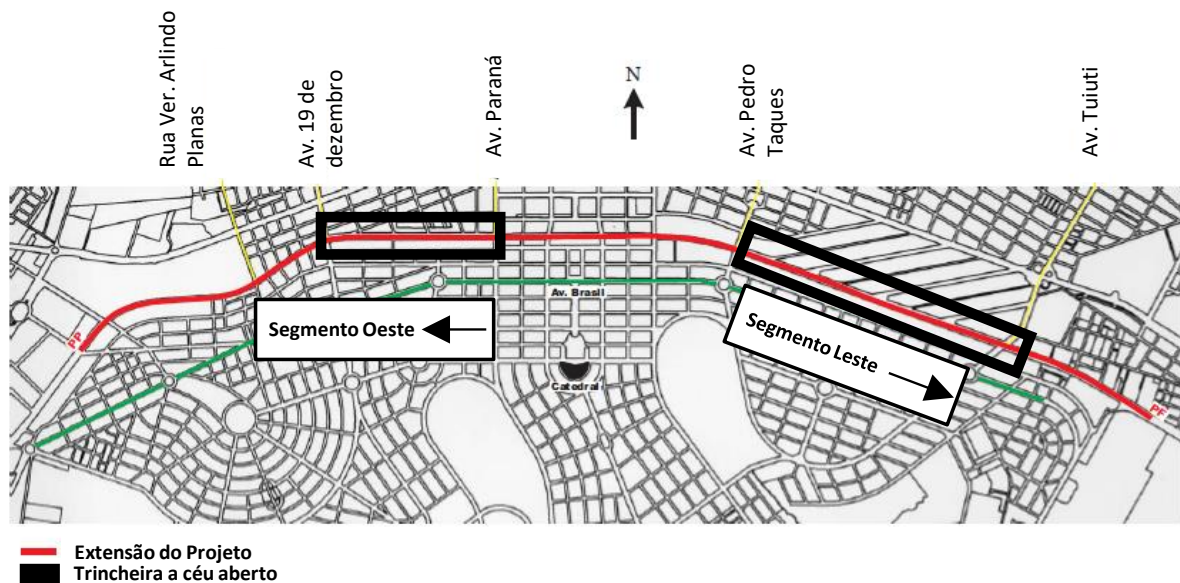 Rua Ver. Arlindo
Planas
Av. 19 de
dezembro
Av. Paraná
N
Av. Pedro
Taques
Av. Tuiuti
PP
Segmento Oeste
Av. Brasil
Catedral
Segmento Leste
PF
Extensão do Projeto
Trincheira a céu aberto